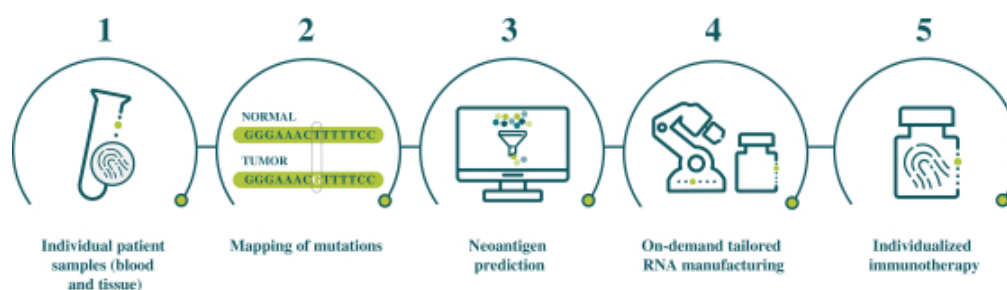 1
2
3
4
5
NORMAL
GGGAAACTTTTTCC
TUMOR
GGGAAACGTTTTCC
Individual patient
samples (blood
and tissue)
Mapping of mutations
Neoantigen
prediction
On-demand tailored
RNA manufacturing
Individualized
immunotherapy